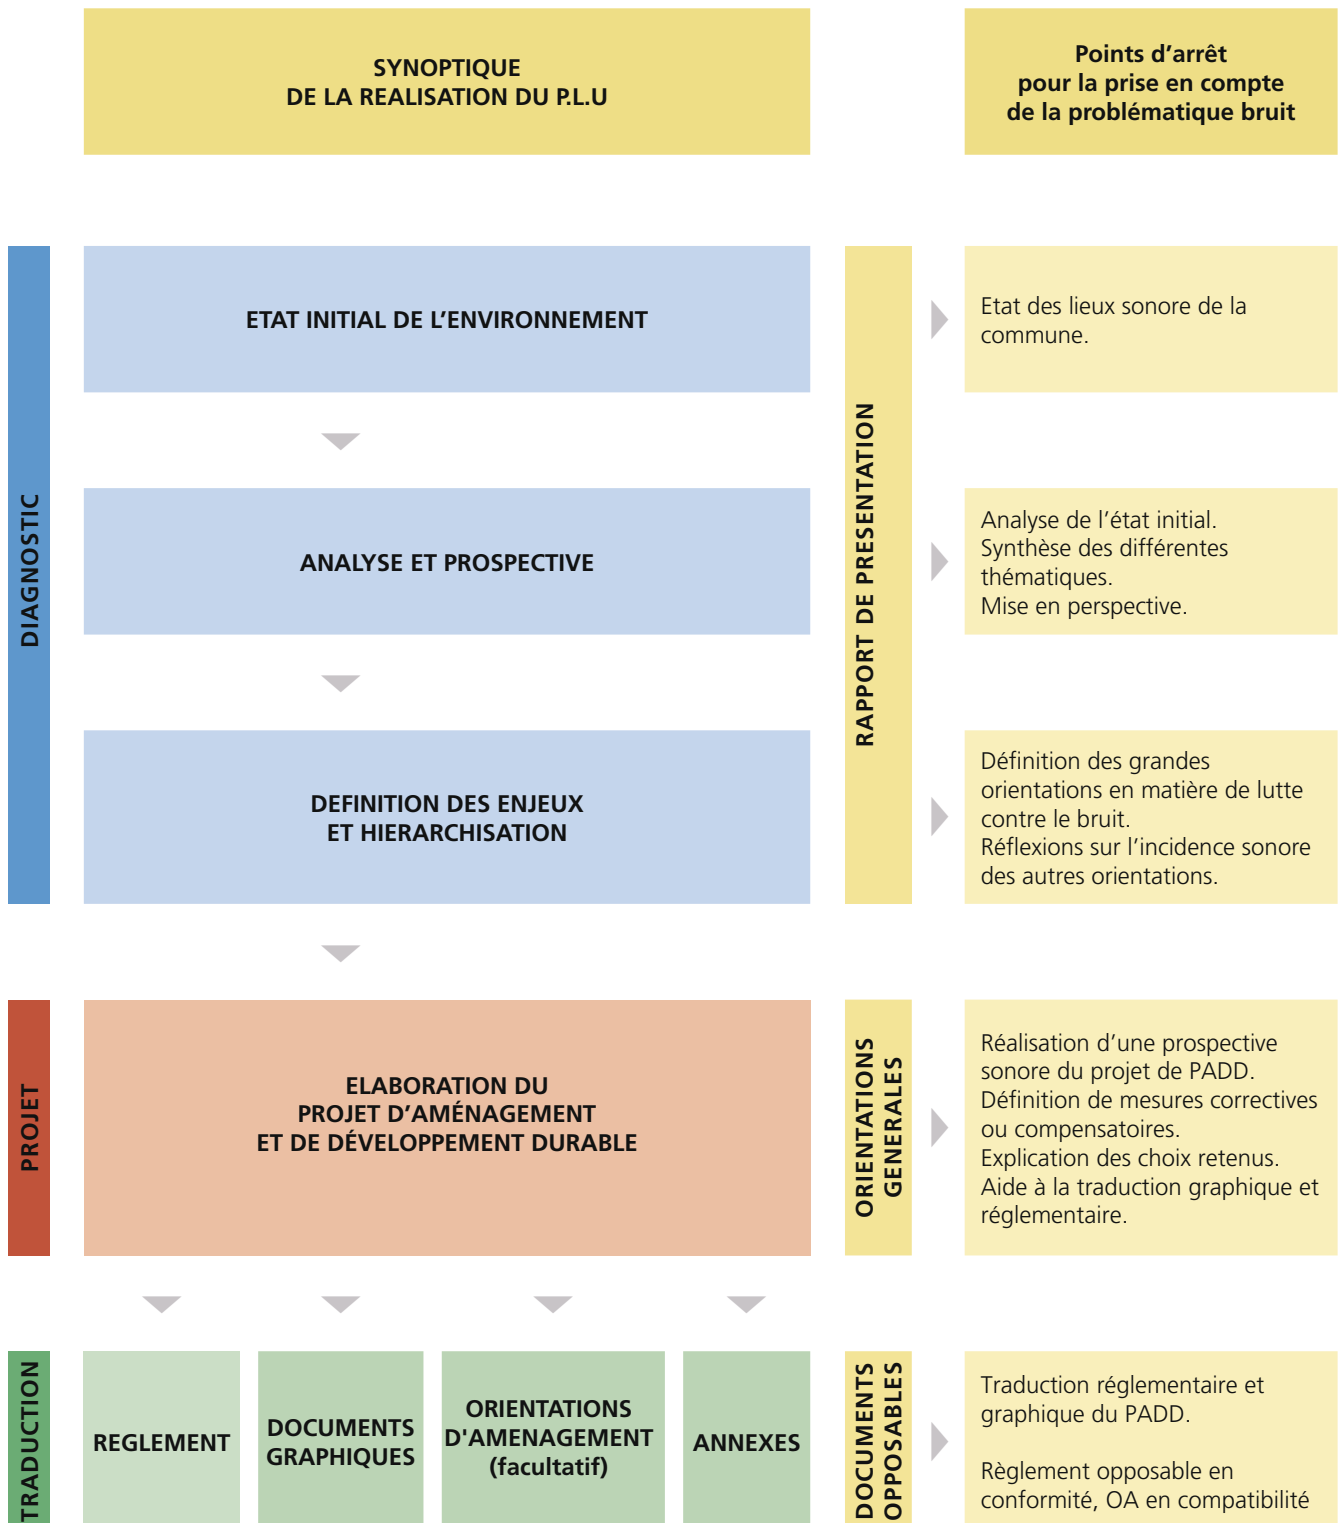 SYNOPTIQUE
DE LA REALISATION DU P.L.U
Points d'arrêt
pour la prise en compte
de la problématique bruit
DIAGNOSTIC
ETAT INITIAL DE L'ENVIRONNEMENT
RAPPORT DE PRESENTATION
Etat des lieux sonore de la
commune.
ANALYSE ET PROSPECTIVE
Analyse de l'état initial.
Synthèse des différentes
thématiques.
Mise en perspective.
DEFINITION DES ENJEUX
ET HIERARCHISATION
Définition des grandes
orientations en matière de lutte
contre le bruit.
Réflexions sur l'incidence sonore
des autres orientations.
PROJET
ELABORATION DU
PROJET D'AMÉNAGEMENT
ET DE DÉVELOPPEMENT DURABLE
ORIENTATIONS
GENERALES
Réalisation d'une prospective
sonore du projet de PADD.
Définition de mesures correctives
ou compensatoires.
Explication des choix retenus.
Aide à la traduction graphique et
réglementaire.
TRADUCTION
REGLEMENT
DOCUMENTS
GRAPHIQUES
ORIENTATIONS
D'AMENAGEMENT
(facultatif)
ANNEXES
DOCUMENTS
OPPOSABLES
Traduction réglementaire et
graphique du PADD.
Règlement opposable en
conformité, OA en compatibilité